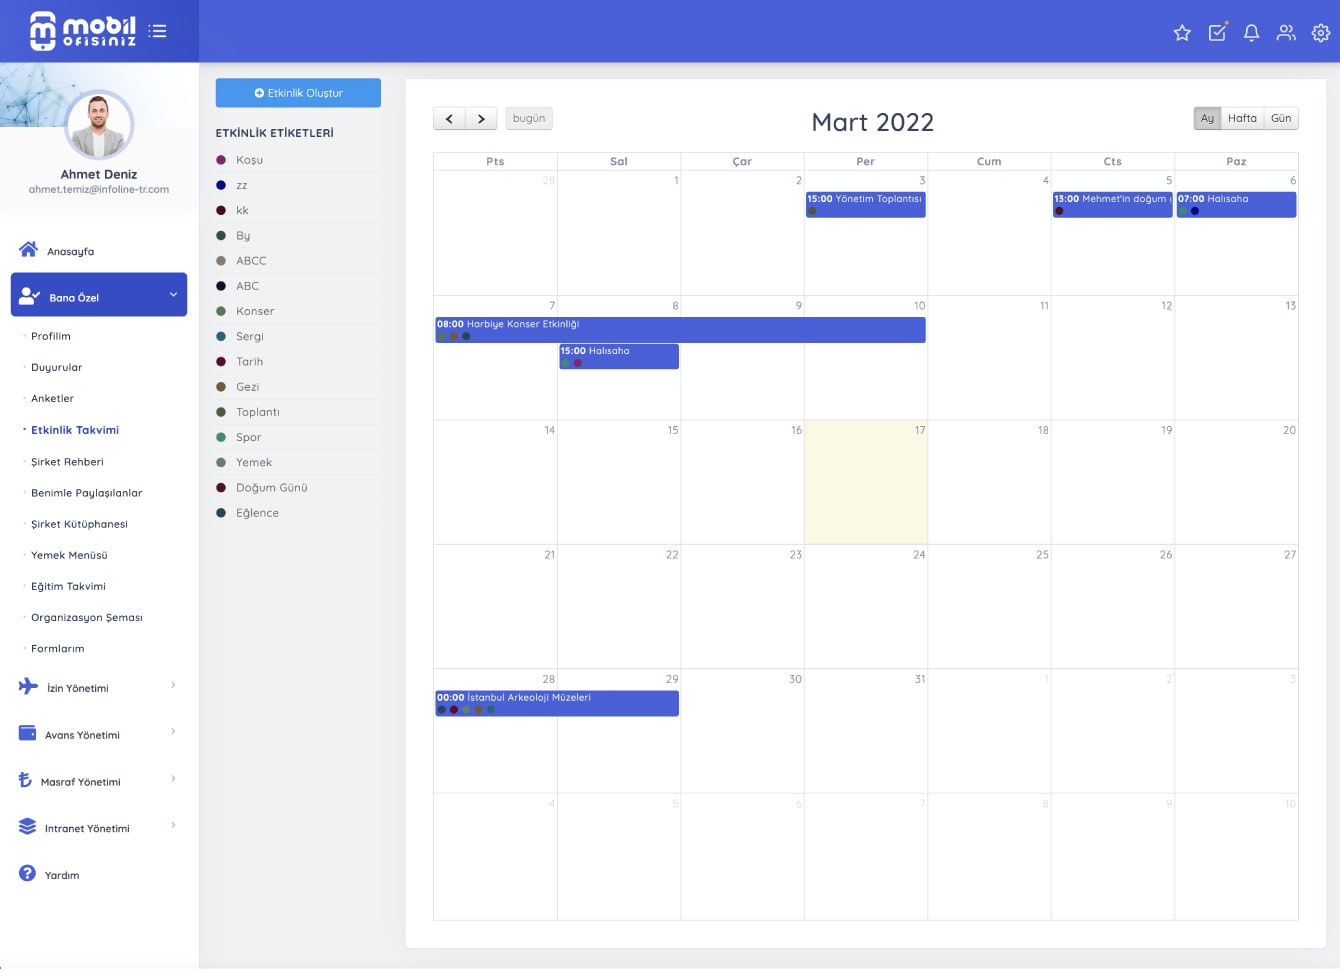 mobil
ofisiniz
Ahmet Deniz
ahmet.temiz@infoline-tr.com
Anasayfa
Bana Özel
Profilim
Duyurular
Anketler
Etkinlik Takvimi
Şirket Rehberi
Benimle Paylaşılanlar
Şirket Kütüphanesi
Yemek Menüsü
Eğitim Takvimi
Organizasyon Şeması
Formlarım
İzin Yönetimi
Avans Yönetimi
Masraf Yönetimi
Intranet Yönetimi
Yardım
Etkinlik Oluştur
ETKİNLİK ETİKETLERİ
Koşu
zz
kk
By
ABCC
ABC
Konser
Sergi
Tarih
Gezi
Toplantı
Spor
Yemek
Doğum Günü
Eğlence
bugün
Mart 2022
Ay Hafta Gün
Pts Sal Çar Per Cum Cts Paz
28 1 2 3 4 5 6
15:00 Yönetim Toplantısı
13:00 Mehmet'in doğum
07:00 Halısaha
7 8 9 10 11 12 13
08:00 Harbiye Konser Etkinliği
15:00 Halısaha
14 15 16 17 18 19 20
21 22 23 24 25 26 27
28 29 30 31 1 2 3
00:00 İstanbul Arkeoloji Müzeleri
4 5 6 7 8 9 10